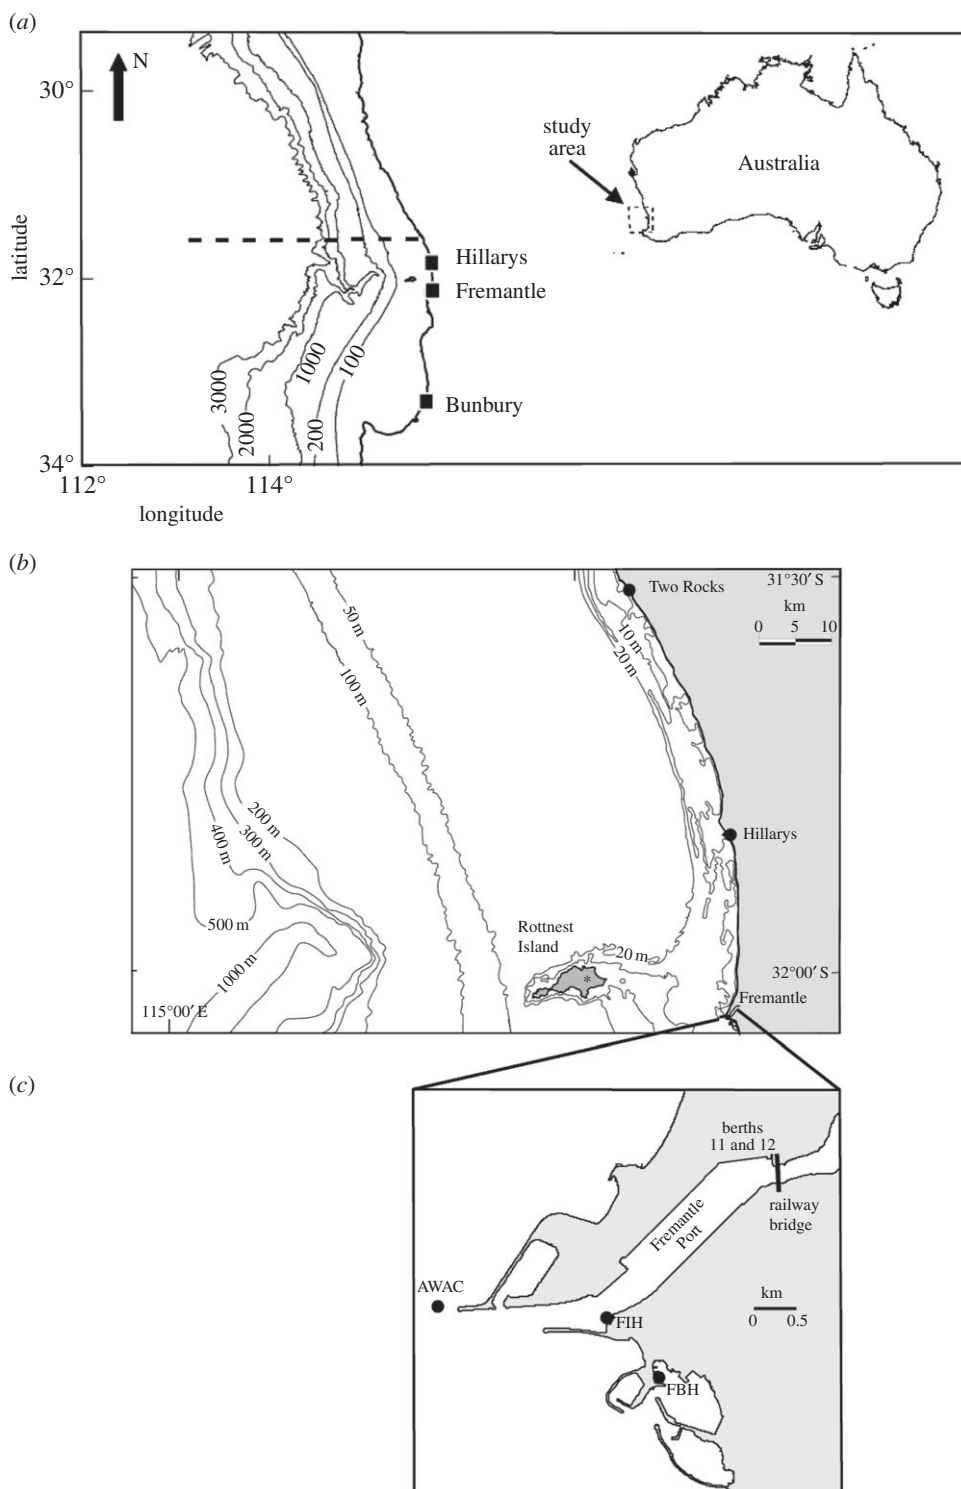 (a)
N
30°
32°
34°
latitude
112°
114°
longitude
3000
2000
1000
200
100
Hillarys
Fremantle
Bunbury
study
area
Australia
(b)
Two Rocks
31°30′ S
km
0 5 10
10 m
20 m
50 m
100 m
200 m
300 m
400 m
500 m
1000 m
Hillarys
Rottnest
Island
20 m
*
32°00′ S
Fremantle
115°00′ E
(c)
berths
11 and 12
railway
bridge
Fremantle
Port
AWAC
FIH
FBH
km
0 0.5